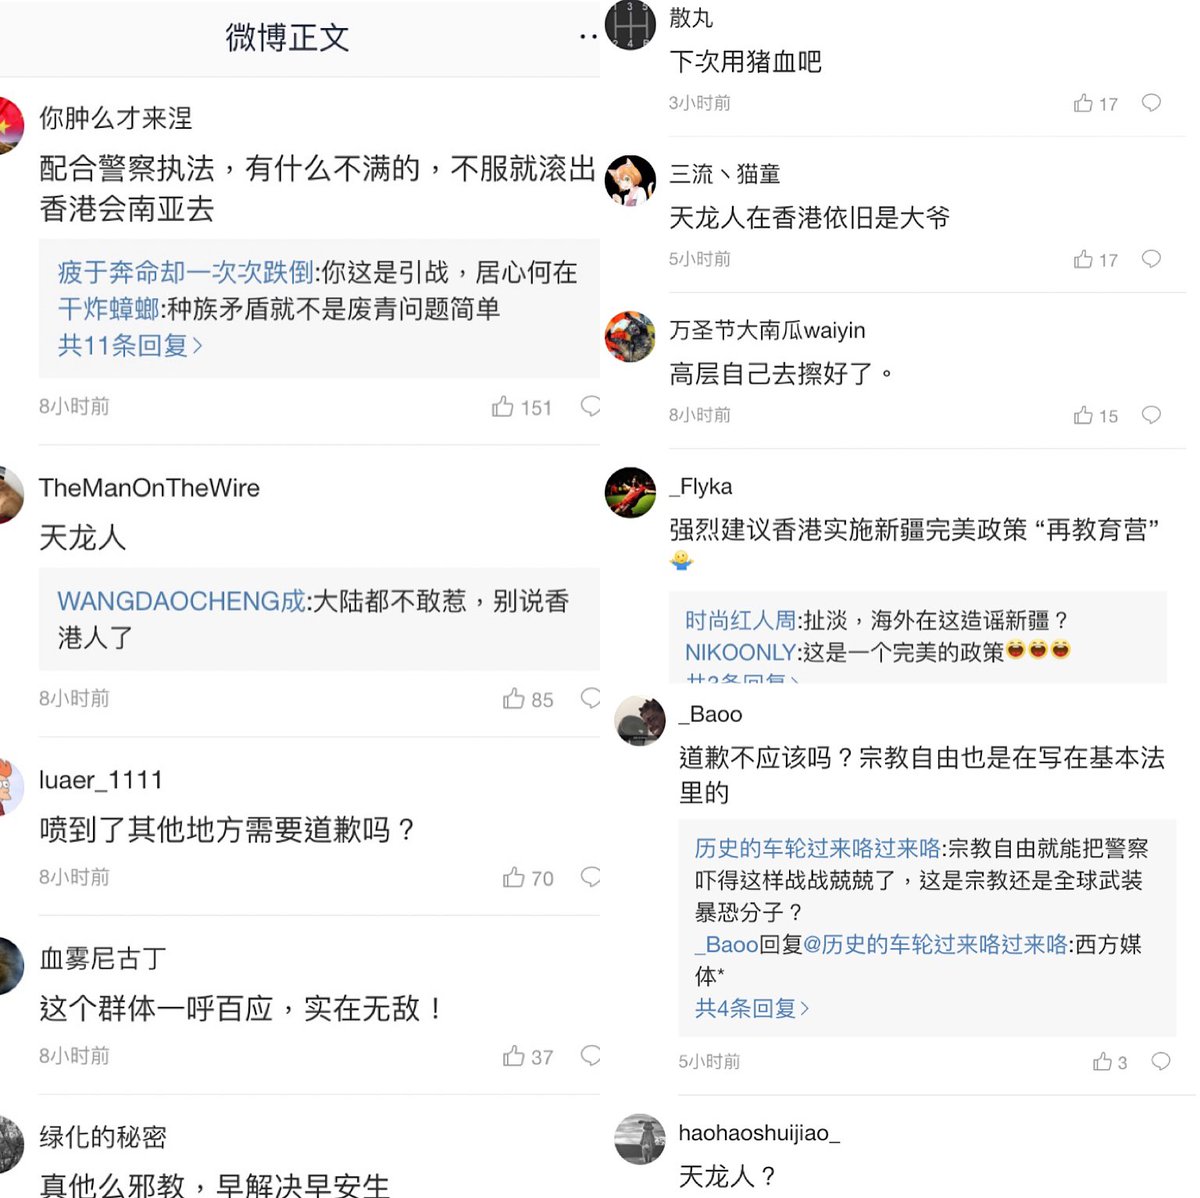 微博正文
你肿么才来涅
配合警察执法，有什么不满的，不服就滚出
香港会南亚去
疲于奔命却一次次跌倒:你这是引战，居心何在
干炸蟑螂:种族矛盾就不是废青问题简单
共11条回复>
8小时前
151
TheManOnTheWire
天龙人
WANGDAOCHENG成:大陆都不敢惹，别说香
港人了
8小时前
85
luaer_1111
喷到了其他地方需要道歉吗？
8小时前
70
血雾尼古丁
这个群体一呼百应，实在无敌！
8小时前
37
绿化的秘密
真他么邪教，早解决早安生
散丸
下次用猪血吧
3小时前
17
三流丶猫童
天龙人在香港依旧是大爷
5小时前
17
万圣节大南瓜waiyin
高层自己去擦好了。
8小时前
15
_Flyka
强烈建议香港实施新疆完美政策 “再教育营”
🤷
时尚红人周:扯淡，海外在这造谣新疆？
NIKOONLY:这是一个完美的政策😄😄😄
共2条回复>
_Baoo
道歉不应该吗？宗教自由也是在写在基本法
里的
历史的车轮过来咯过来咯:宗教自由就能把警察
吓得这样战战兢兢了，这是宗教还是全球武装
暴恐分子？
_Baoo回复@历史的车轮过来咯过来咯:西方媒
体*
共4条回复>
5小时前
3
haohaoshuijiao_
天龙人？